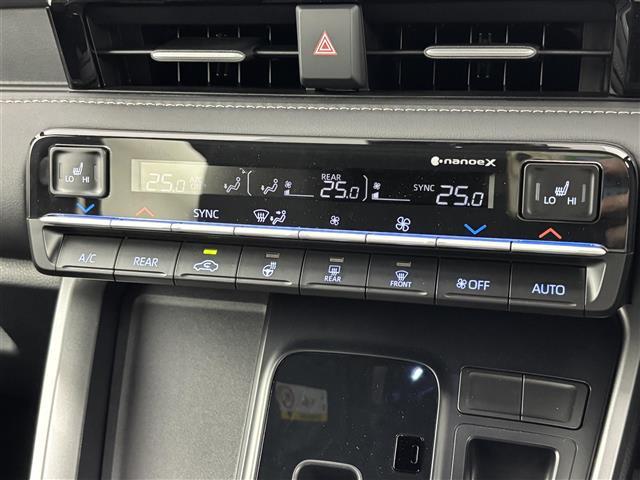 nanoeX
LO HI
25.0 A/C OFF REAR 25.0 SYNC 25.0
LO HI
SYNC
A/C REAR REAR FRONT OFF AUTO